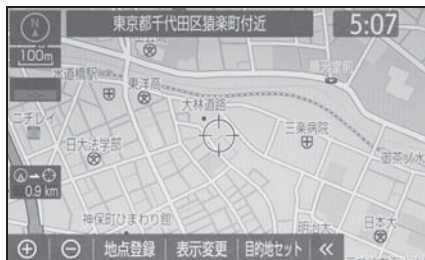 N
東京都千代田区猿楽町付近
5:07
100m
水道橋駅
東洋高
大林道路
ニチレイ
三楽病院
日大法学部
御茶ノ水
0.9 km
神保町ひまわり館
明治大
日本大
地点登録
表示変更
目的地セット